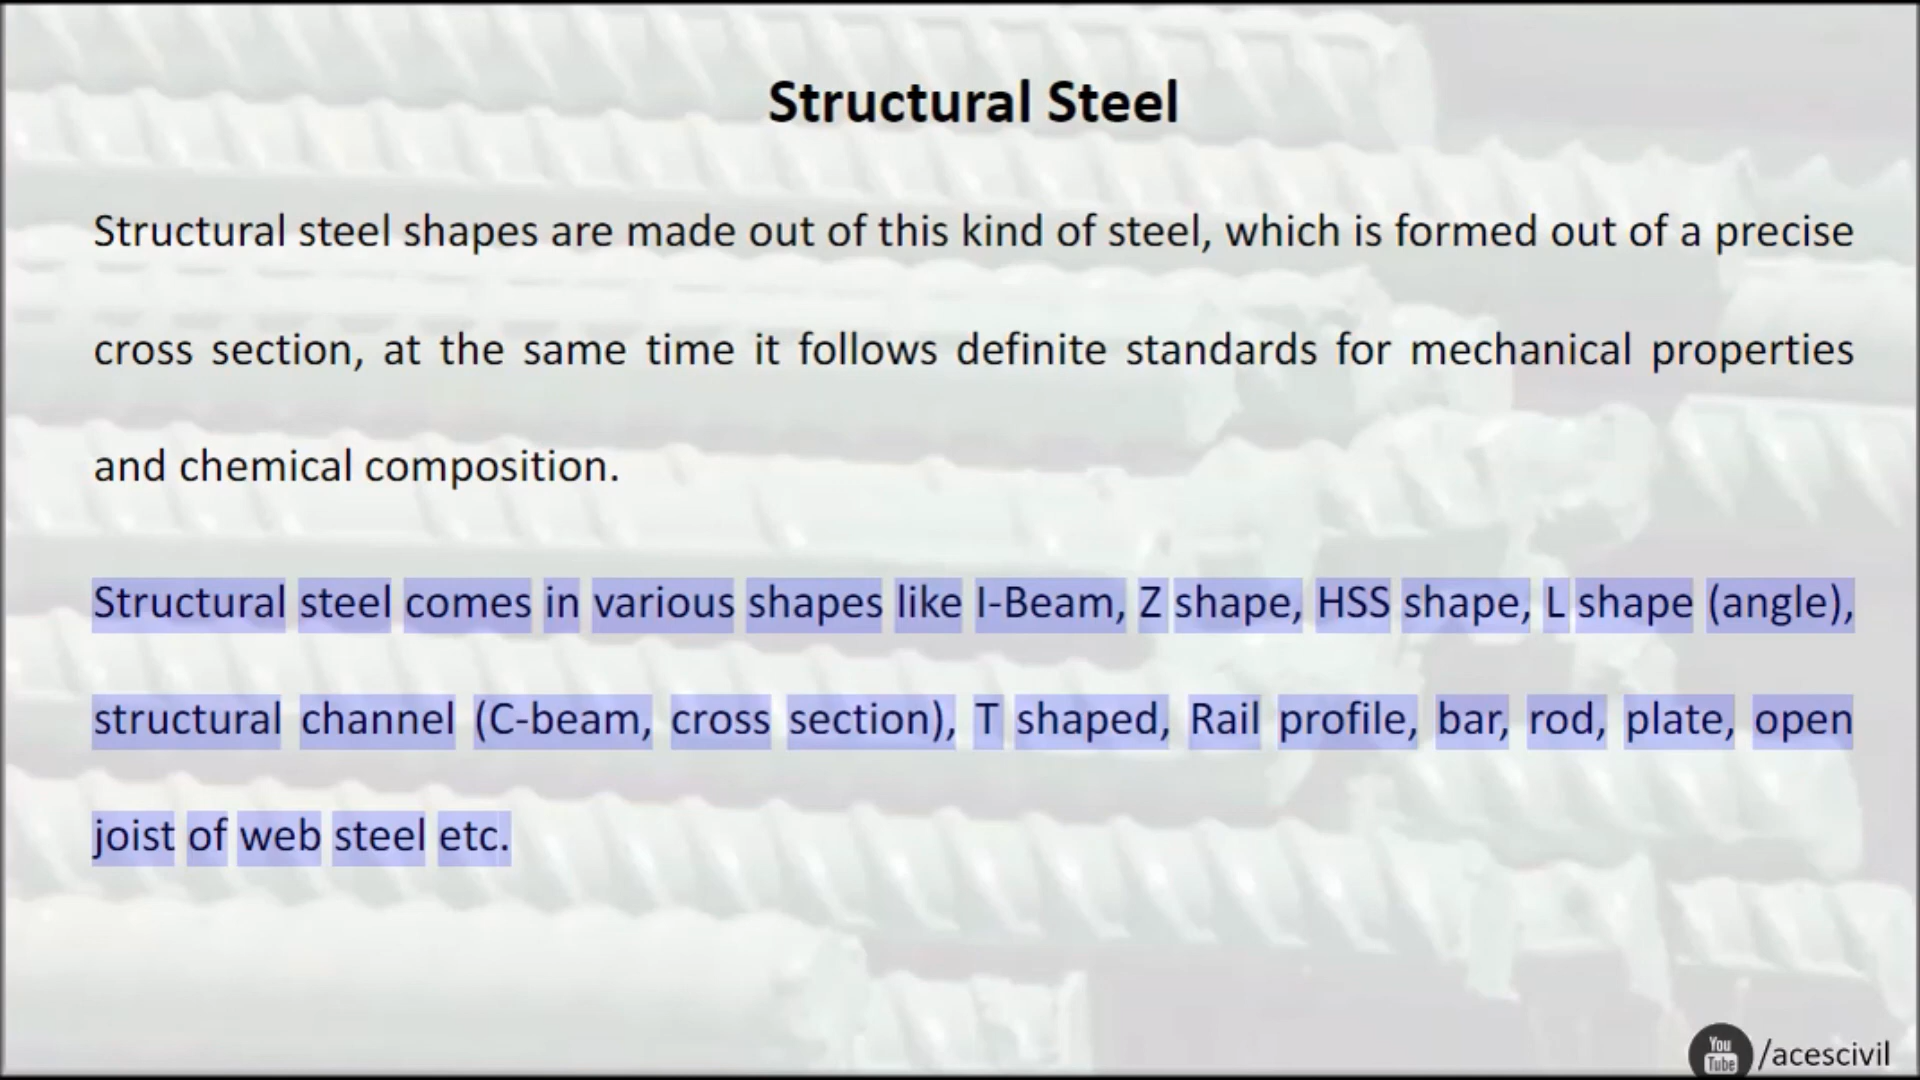 Structural Steel
Structural steel shapes are made out of this kind of steel, which is formed out of a precise
cross section, at the same time it follows definite standards for mechanical properties
and chemical composition.
Structural steel comes in various shapes like I-Beam, Z shape, HSS shape, L shape (angle),
structural channel (C-beam, cross section), T shaped, Rail profile, bar, rod, plate, open
joist of web steel etc.
You
Tube
/acescivil